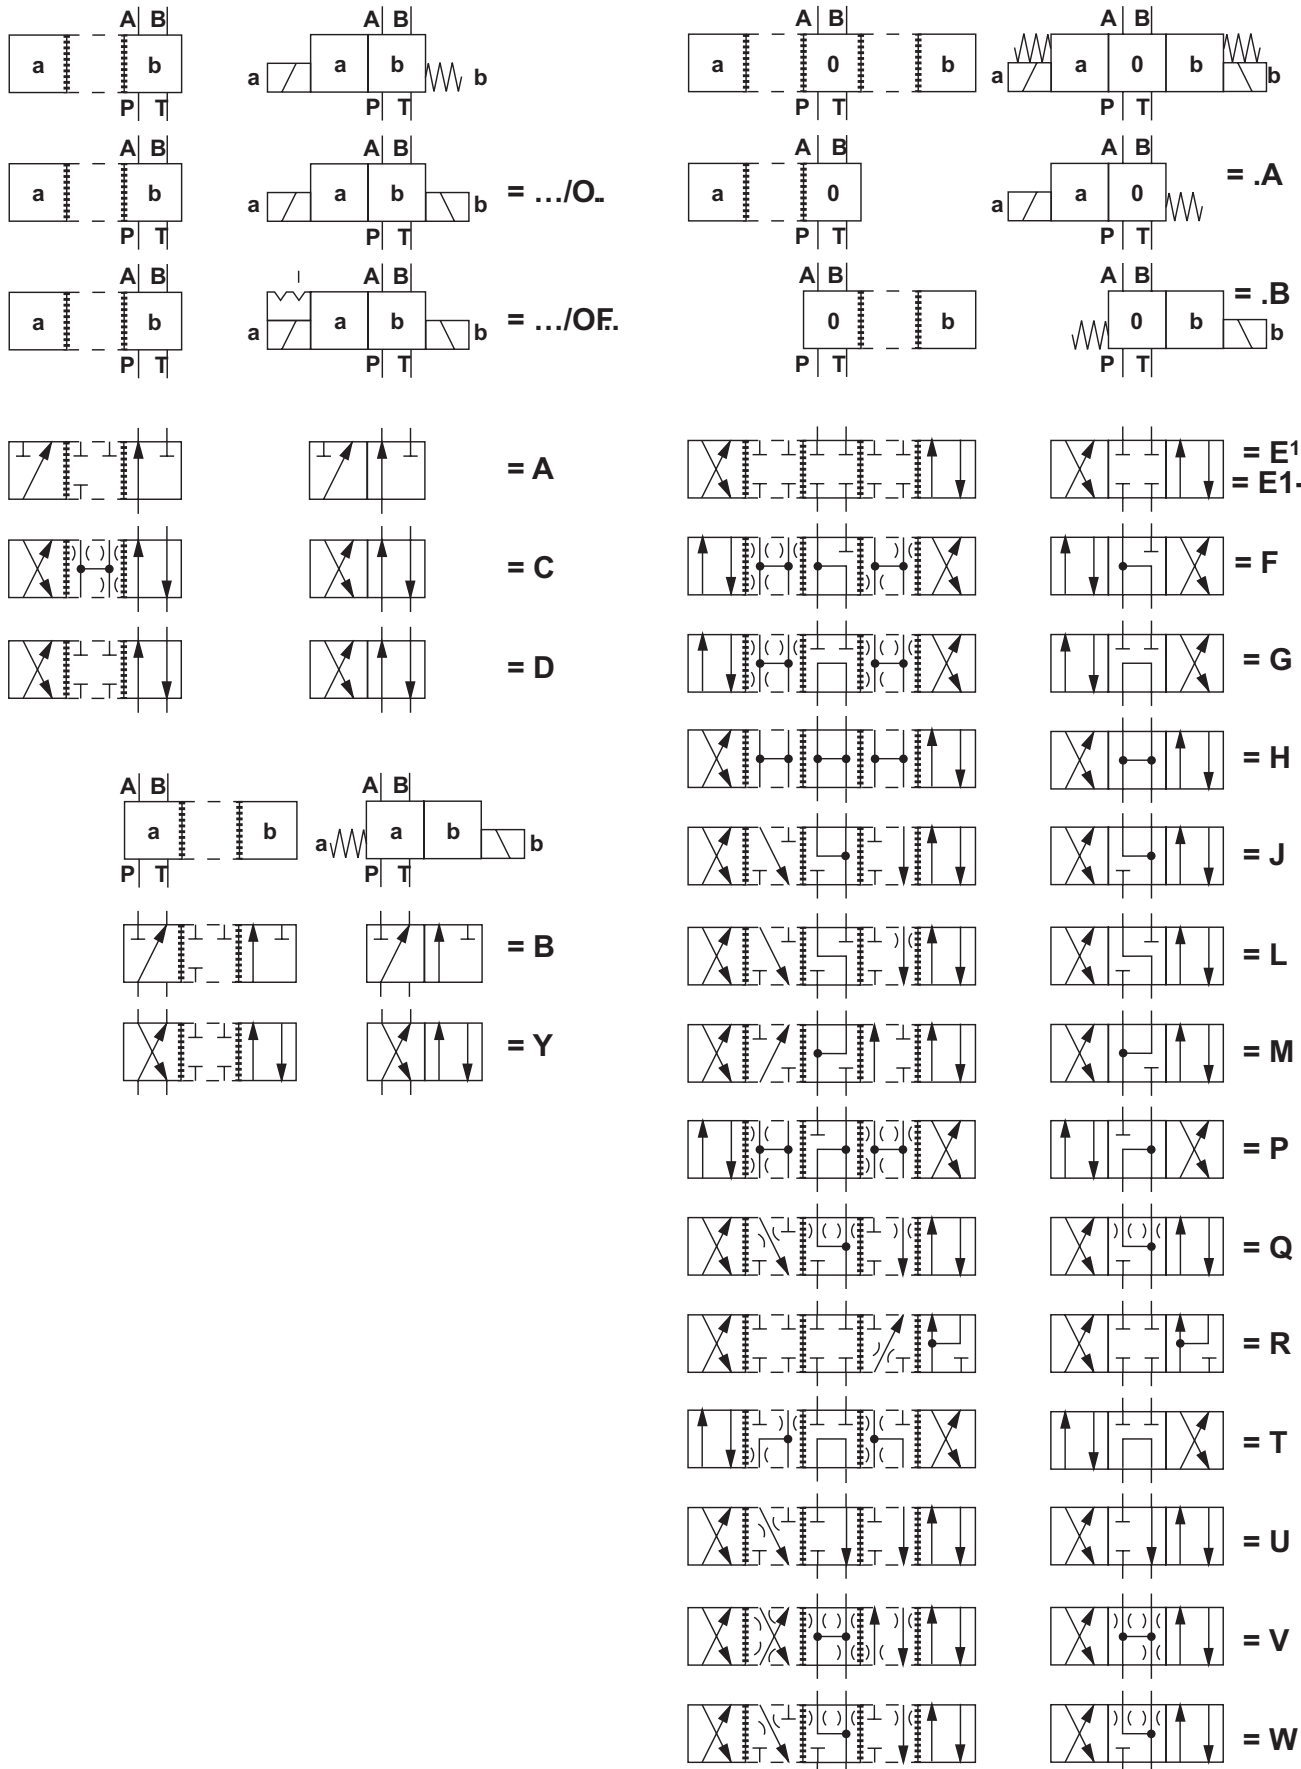 A B
a b
P T
A B
a a b b
P T
A B
a 0 b
P T
A B
a a 0 b b
P T
A B
a b
P T
A B
a a b b = .../O..
P T
A B
a 0
P T
A B
a a 0 = .A
P T
A B
a b
P T
A B
a a b b = .../OF..
P T
A B
0 b
P T
A B
0 b b = .B
P T
= A
= C
= D
A B
a b
P T
A B
a a b b
P T
= B
= Y
= E1
= E1-
= F
= G
= H
= J
= L
= M
= P
= Q
= R
= T
= U
= V
= W